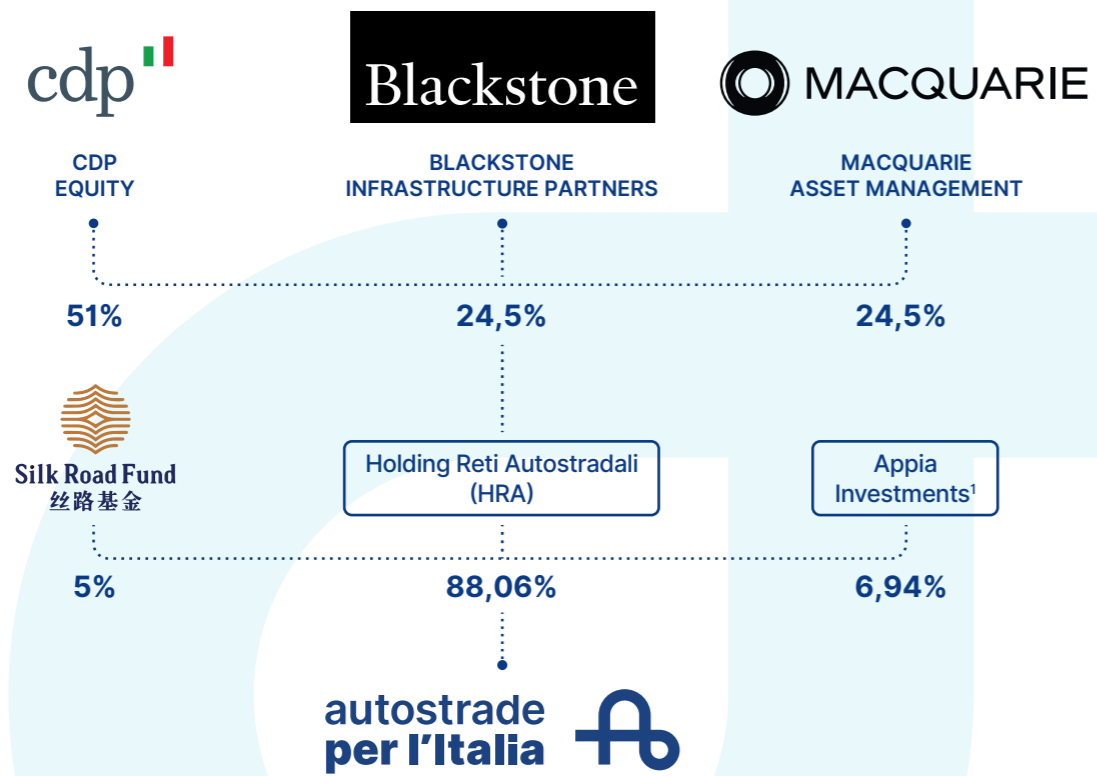 cdp
Blackstone
MACQUARIE
CDP
EQUITY
BLACKSTONE
INFRASTRUCTURE PARTNERS
MACQUARIE
ASSET MANAGEMENT
51%
24,5%
24,5%
Silk Road Fund
丝路基金
Holding Reti Autostradali
(HRA)
Appia
Investments¹
5%
88,06%
6,94%
autostrade
per l'Italia